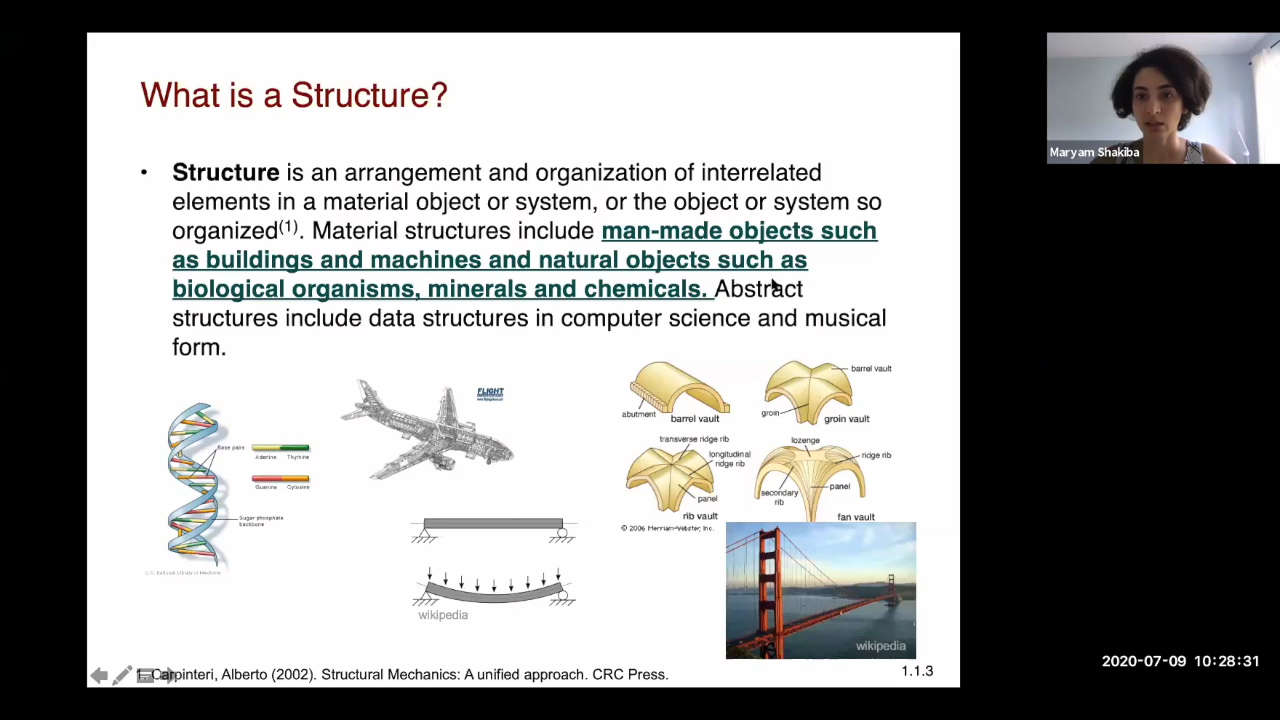 What is a Structure?
Maryam Shakiba
• Structure is an arrangement and organization of interrelated
elements in a material object or system, or the object or system so
organized(1). Material structures include man-made objects such
as buildings and machines and natural objects such as
biological organisms, minerals and chemicals. Abstract
structures include data structures in computer science and musical
form.
FLIGHT
barrel vault
abutment
barrel vault
groin
groin vault
transverse ridge rib
longitudinal
ridge rib
panel
rib vault
© 2006 Merriam-Webster, Inc.
lozenge
ridge rib
panel
secondary
rib
fan vault
Base pairs
Adenine Thymine
Guanine Cytosine
Sugar phosphate
backbone
U.S. National Library of Medicine
wikipedia
wikipedia
1. Carpinteri, Alberto (2002). Structural Mechanics: A unified approach. CRC Press.
1.1.3
2020-07-09 10:28:31